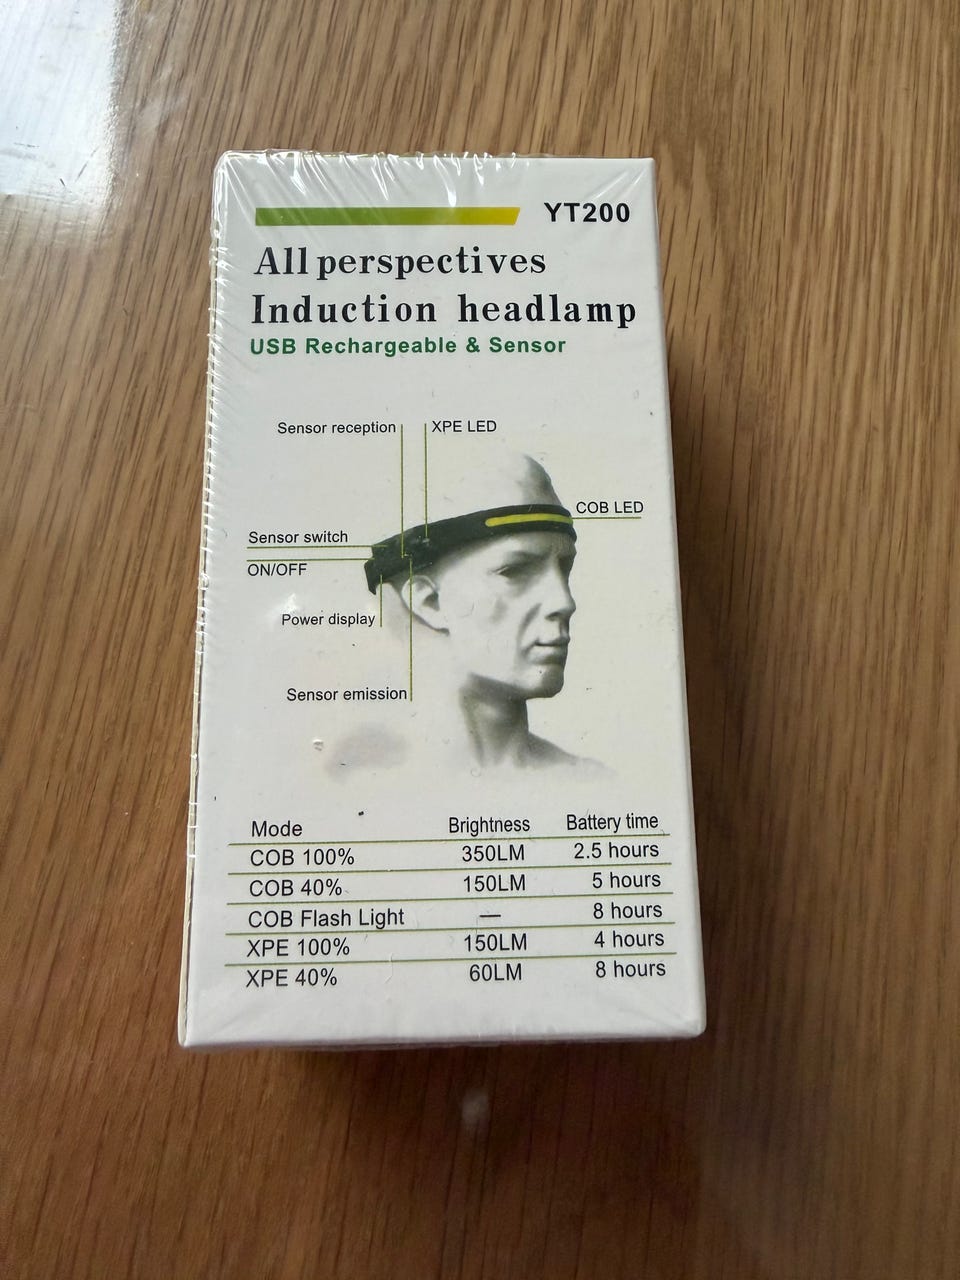 YT200
All perspectives
Induction headlamp
USB Rechargeable & Sensor
Sensor reception XPE LED
COB LED
Sensor switch
ON/OFF
Power display
Sensor emission
Mode Brightness Battery time
COB 100% 350LM 2.5 hours
COB 40% 150LM 5 hours
COB Flash Light — 8 hours
XPE 100% 150LM 4 hours
XPE 40% 60LM 8 hours